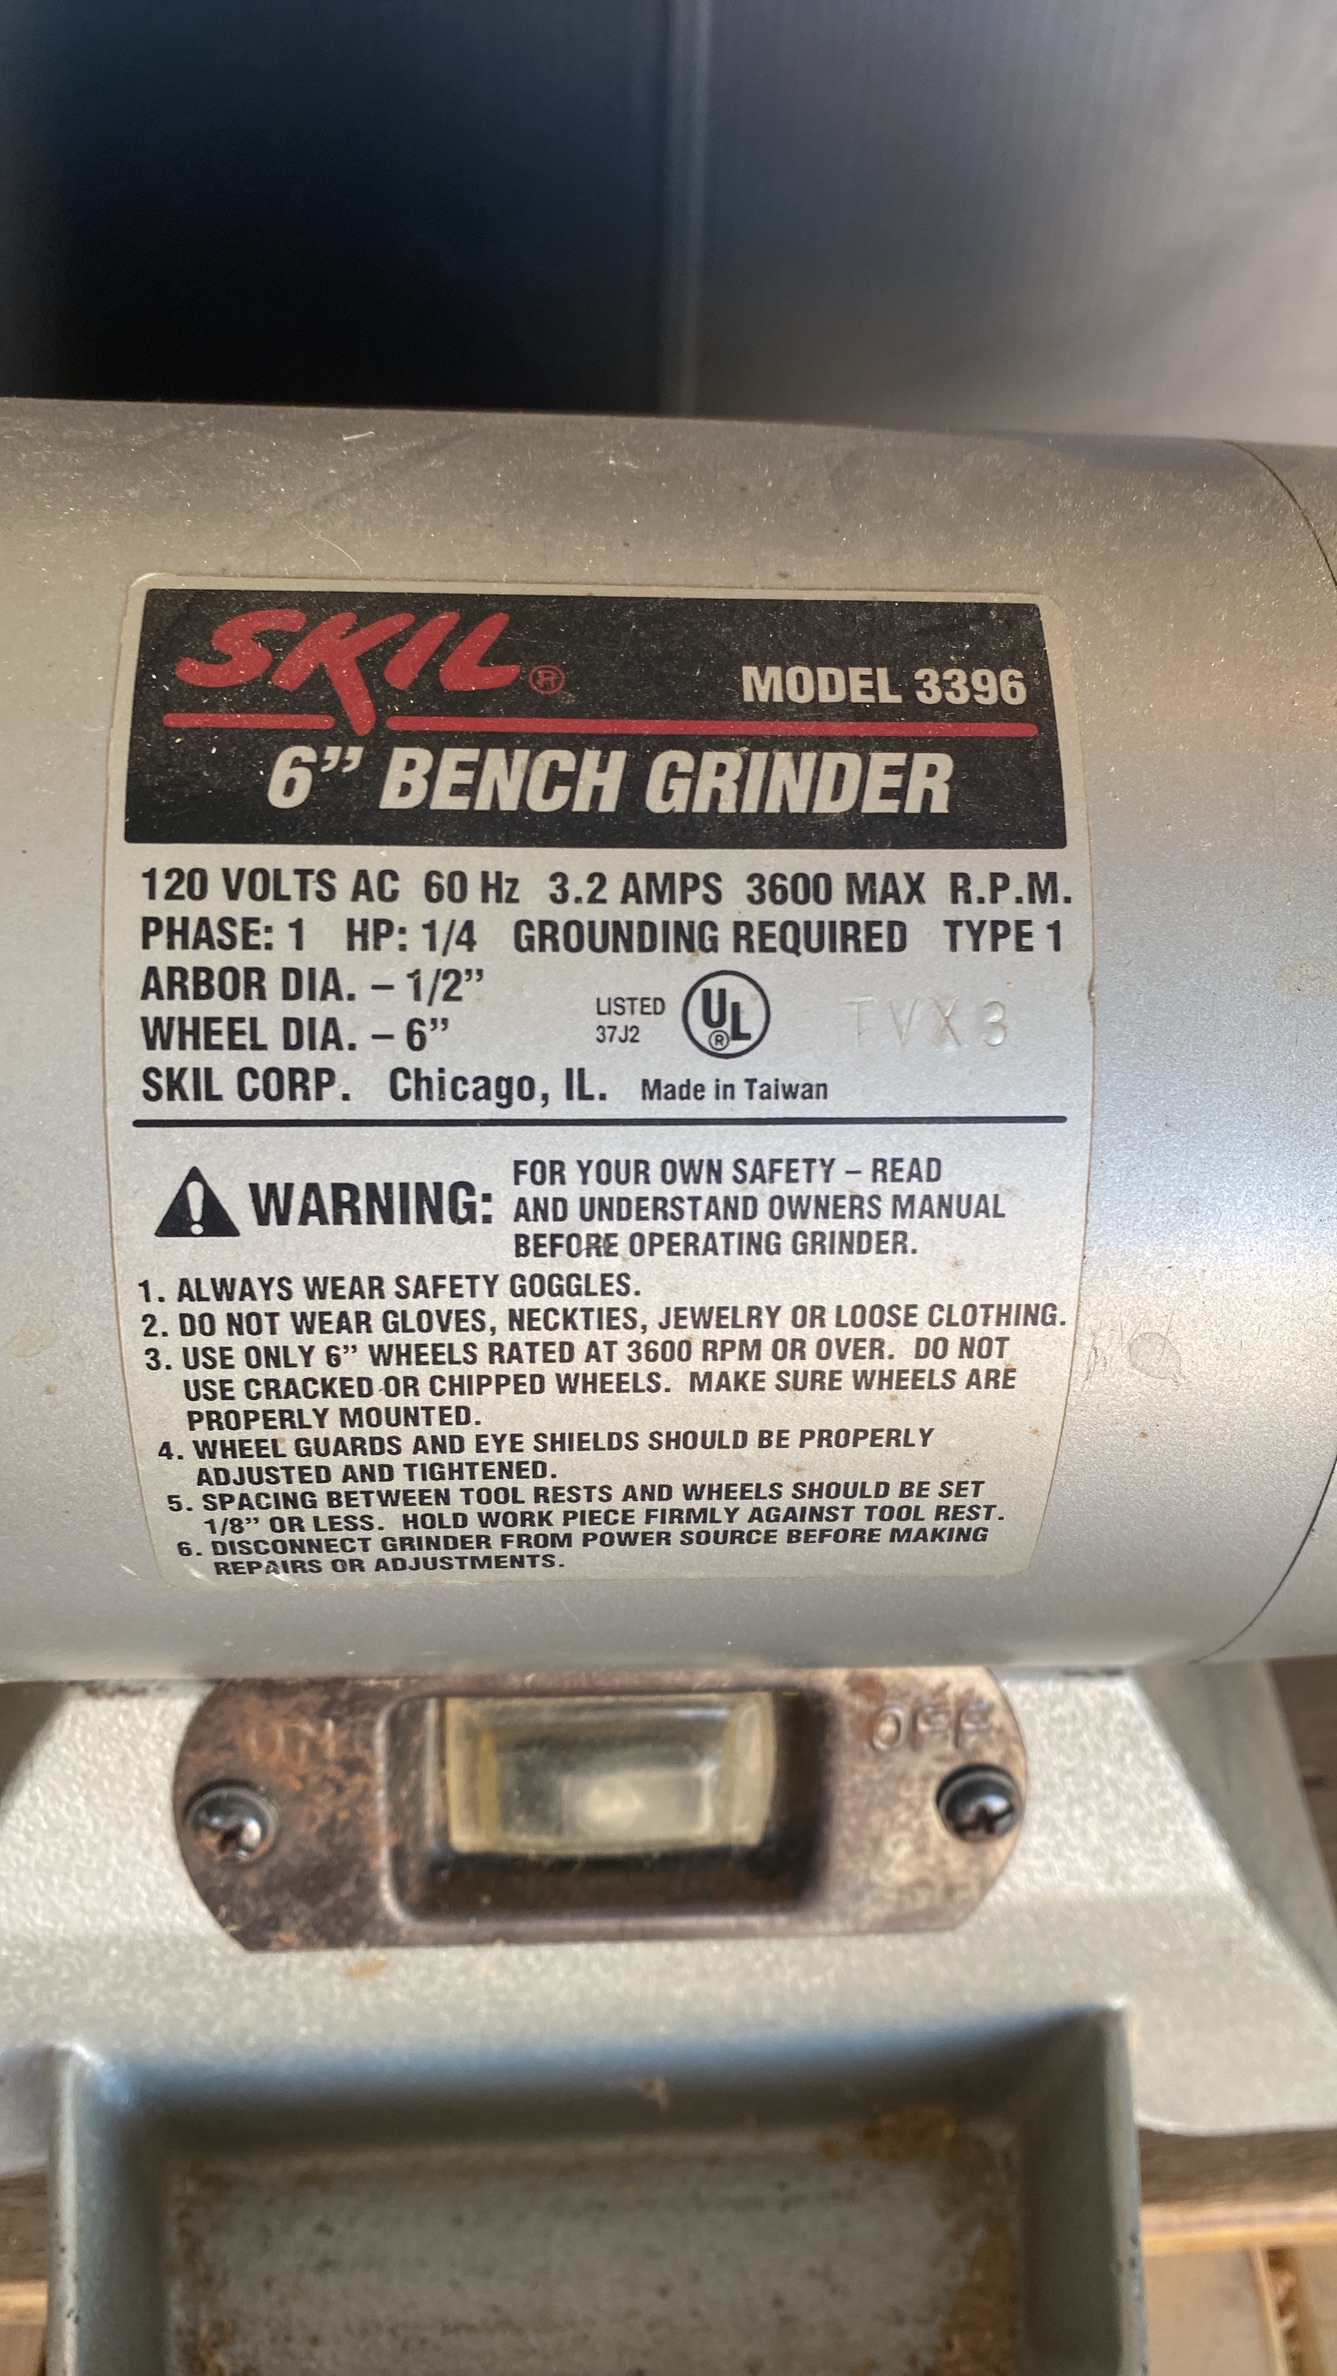 SKIL®
MODEL 3396
6” BENCH GRINDER
120 VOLTS AC 60 Hz 3.2 AMPS 3600 MAX R.P.M.
PHASE: 1 HP: 1/4 GROUNDING REQUIRED TYPE 1
ARBOR DIA. – 1/2”
WHEEL DIA. – 6”
LISTED
37J2
UL®
TVX3
SKIL CORP. Chicago, IL. Made in Taiwan
WARNING: FOR YOUR OWN SAFETY – READ
AND UNDERSTAND OWNERS MANUAL
BEFORE OPERATING GRINDER.
1. ALWAYS WEAR SAFETY GOGGLES.
2. DO NOT WEAR GLOVES, NECKTIES, JEWELRY OR LOOSE CLOTHING.
3. USE ONLY 6” WHEELS RATED AT 3600 RPM OR OVER. DO NOT
USE CRACKED OR CHIPPED WHEELS. MAKE SURE WHEELS ARE
PROPERLY MOUNTED.
4. WHEEL GUARDS AND EYE SHIELDS SHOULD BE PROPERLY
ADJUSTED AND TIGHTENED.
5. SPACING BETWEEN TOOL RESTS AND WHEELS SHOULD BE SET
1/8” OR LESS. HOLD WORK PIECE FIRMLY AGAINST TOOL REST.
6. DISCONNECT GRINDER FROM POWER SOURCE BEFORE MAKING
REPAIRS OR ADJUSTMENTS.
ON OFF